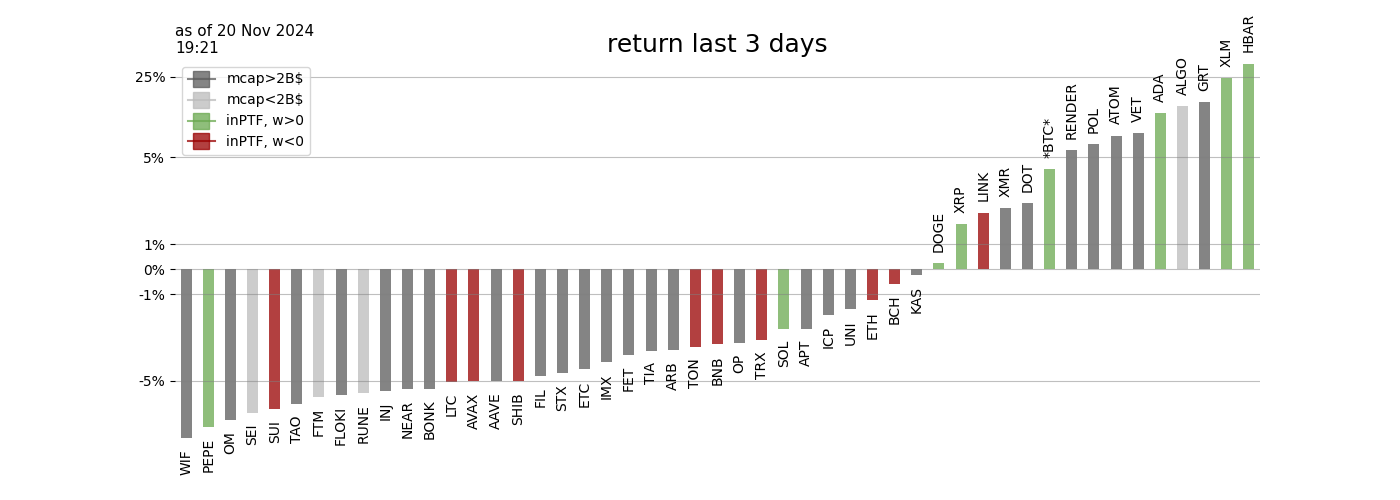 as of 20 Nov 2024
19:21
return last 3 days
mcap>2B$
mcap<2B$
inPTF, w>0
inPTF, w<0
25%
5%
1%
0%
-1%
-5%
WIF
PEPE
OM
SEI
SUI
TAO
FTM
FLOKI
RUNE
INJ
NEAR
BONK
LTC
AVAX
AAVE
SHIB
FIL
STX
ETC
IMX
FET
TIA
ARB
TON
BNB
OP
TRX
SOL
APT
ICP
UNI
ETH
BCH
KAS
DOGE
XRP
LINK
XMR
DOT
*BTC*
RENDER
POL
ATOM
VET
ADA
ALGO
GRT
XLM
HBAR